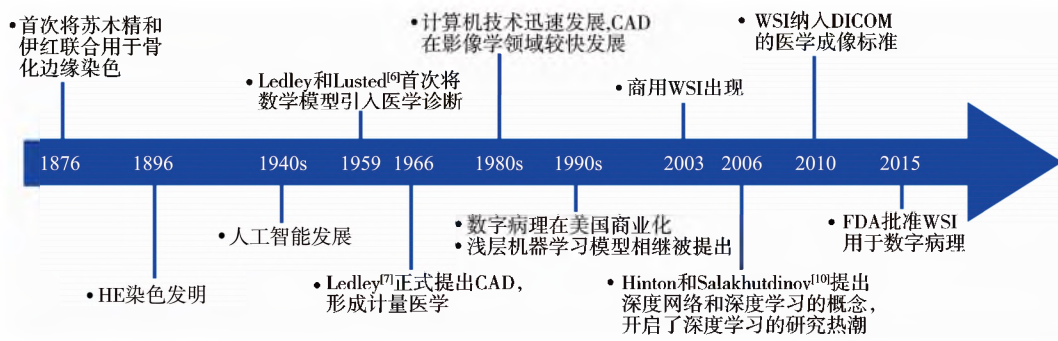 • 首次将苏木精和
伊红联合用于骨
化边缘染色
• Ledley和Lusted[6]首次将
数学模型引入医学诊断
• 计算机技术迅速发展,CAD
在影像学领域较快发展
• 商用WSI出现
• WSI纳入DICOM
的医学成像标准
1876 1896 1940s 1959 1966 1980s 1990s 2003 2006 2010 2015
• HE染色发明
• 人工智能发展
• Ledley[7]正式提出CAD，
形成计量医学
• 数字病理在美国商业化
• 浅层机器学习模型相继被提出
• Hinton和Salakhutdinov[10]提出
深度网络和深度学习的概念，
开启了深度学习的研究热潮
• FDA批准WSI
用于数字病理